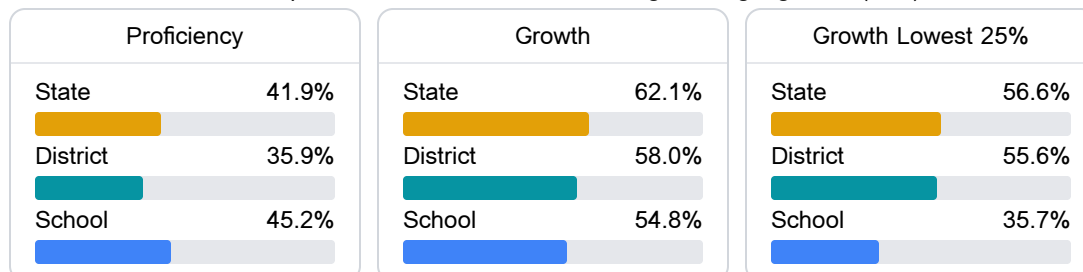 Proficiency
State 41.9%
District 35.9%
School 45.2%
Growth
State 62.1%
District 58.0%
School 54.8%
Growth Lowest 25%
State 56.6%
District 55.6%
School 35.7%